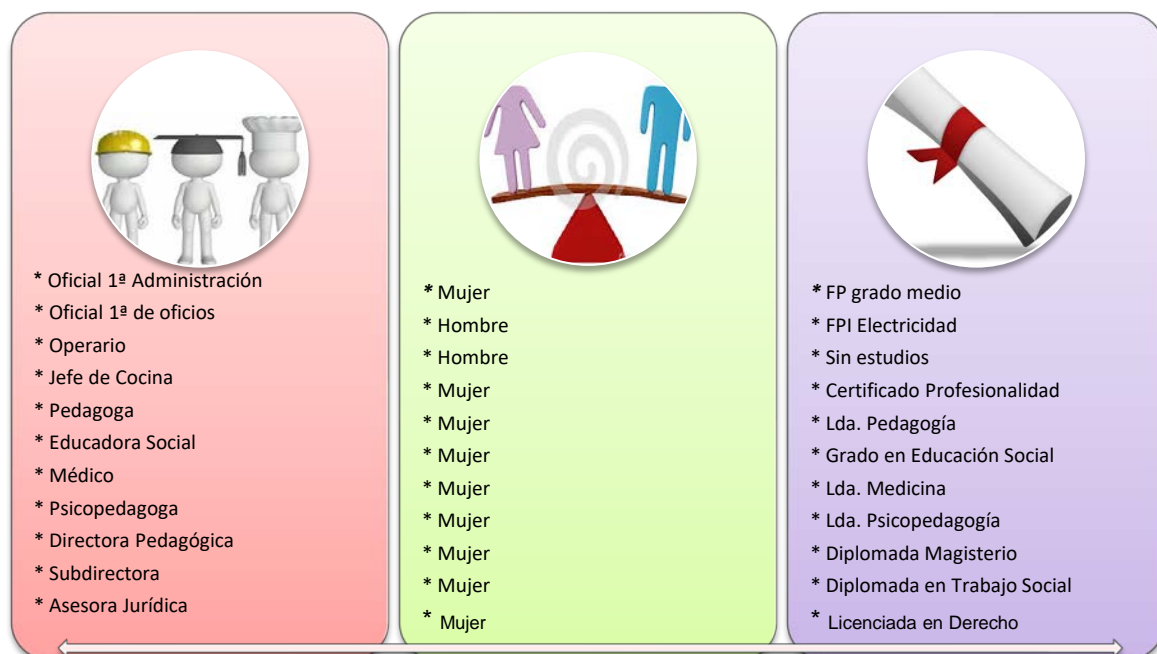 * Oficial 1ª Administración
* Oficial 1ª de oficios
* Operario
* Jefe de Cocina
* Pedagoga
* Educadora Social
* Médico
* Psicopedagoga
* Directora Pedagógica
* Subdirectora
* Asesora Jurídica
* Mujer
* Hombre
* Hombre
* Mujer
* Mujer
* Mujer
* Mujer
* Mujer
* Mujer
* Mujer
* Mujer
* FP grado medio
* FPI Electricidad
* Sin estudios
* Certificado Profesionalidad
* Lda. Pedagogía
* Grado en Educación Social
* Lda. Medicina
* Lda. Psicopedagogía
* Diplomada Magisterio
* Diplomada en Trabajo Social
* Licenciada en Derecho